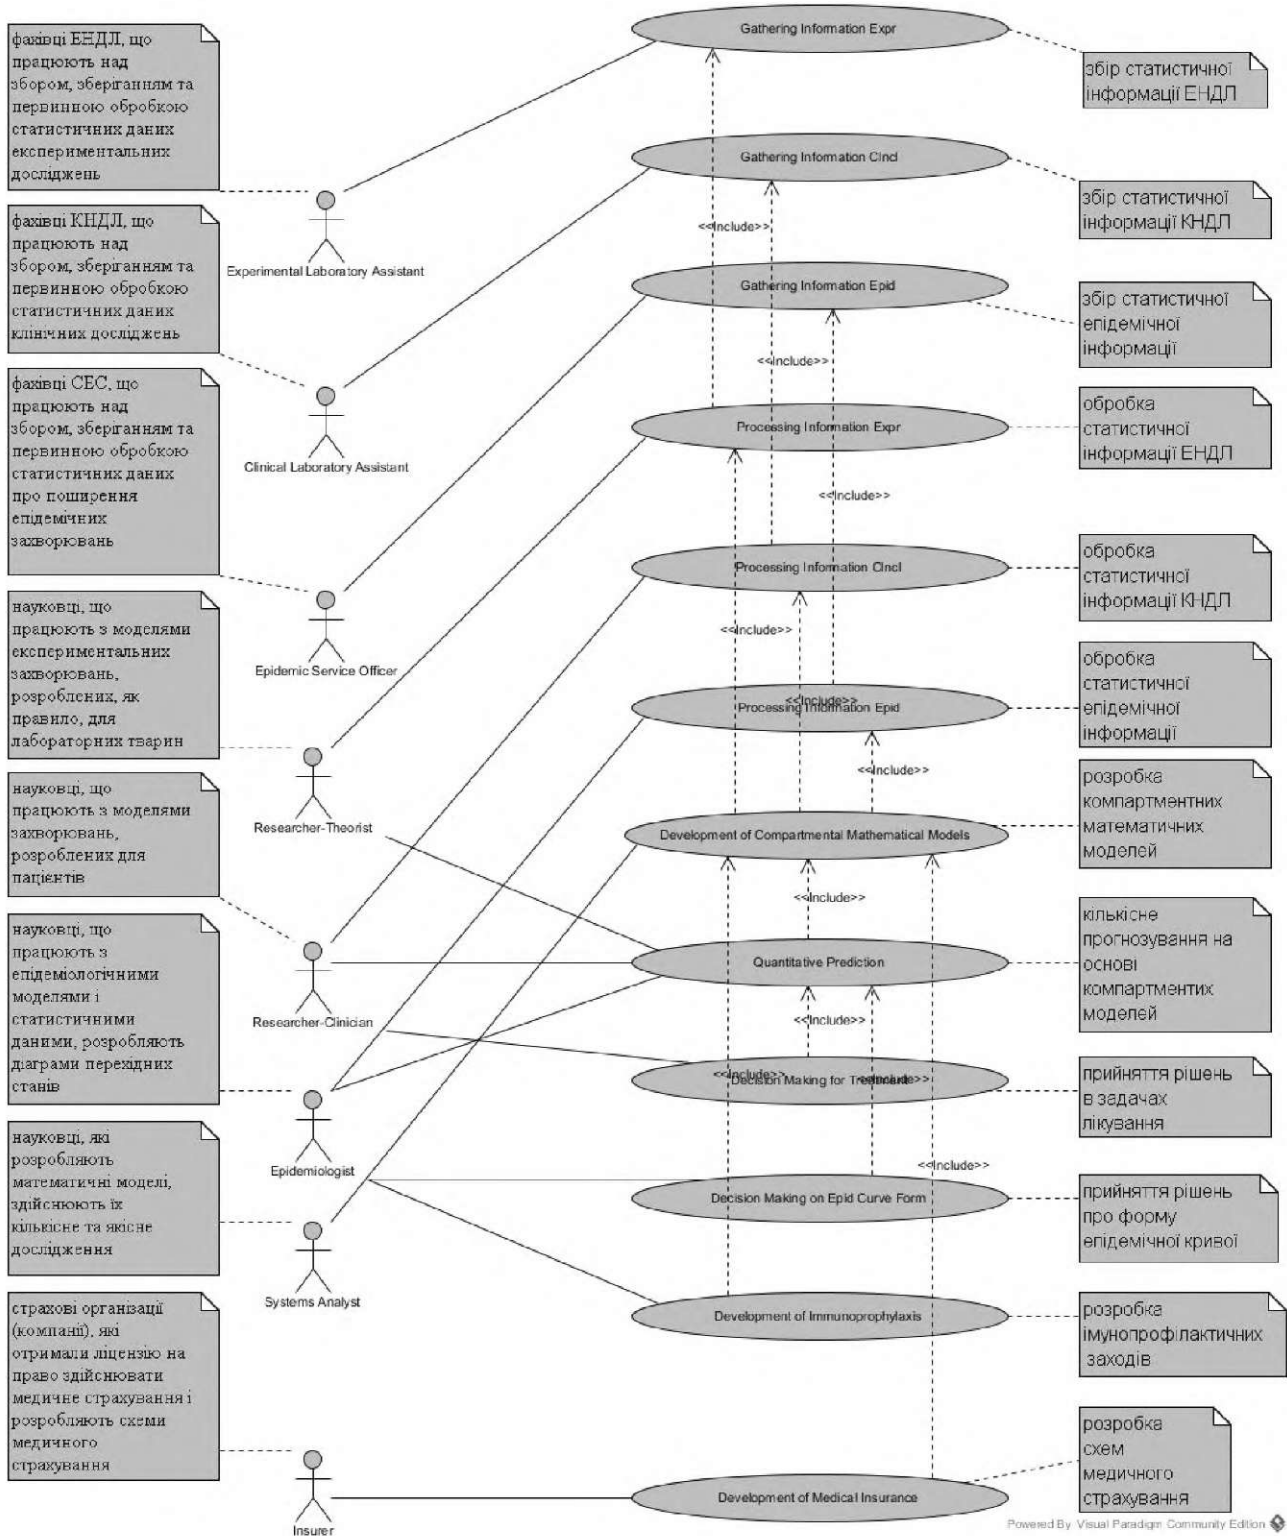 фахівці ЕНДЛ, що
працюють над
збором, зберіганням та
первинною обробкою
статистичних даних
експериментальних
досліджень
фахівці КНДЛ, що
працюють над
збором, зберіганням та
первинною обробкою
статистичних даних
клінічних досліджень
фахівці СЕС, що
працюють над
збором, зберіганням та
первинною обробкою
статистичних даних
про поширення
епідемічних
захворювань
науковці, що
працюють з моделями
експериментальних
захворювань,
розроблених, як
правило, для
лабораторних тварин
науковці, що
працюють з моделями
захворювань,
розроблених для
пацієнтів
науковці, що
працюють з
епідеміологічними
моделями і
статистичними
даними, розробляють
діаграми перехідних
станів
науковці, які
розробляють
математичні моделі,
здійснюють їх
кількісне та якісне
дослідження
страхові організації
(компанії), які
отримали ліцензію на
право здійснювати
медичне страхування і
розробляють схеми
медичного
страхування
Experimental Laboratory Assistant
Clinical Laboratory Assistant
Epidemic Service Officer
Researcher-Theorist
Researcher-Clinician
Epidemiologist
Systems Analyst
Insurer
Gathering Information Expr
Gathering Information Clncl
<<Include>>
Gathering Information Epid
<<Include>>
Processing Information Expr
<<Include>>
Processing Information Clncl
<<Include>>
<<Include>>
Processing Information Epid
<<Include>>
Development of Compartmental Mathematical Models
<<Include>>
Quantitative Prediction
<<Include>>
<<Include>>
Decision Making for Treatment
<<Include>>
<<Include>>
Decision Making on Epid Curve Form
Development of Immunoprophylaxis
Development of Medical Insurance
збір статистичної
інформації ЕНДЛ
збір статистичної
інформації КНДЛ
збір статистичної
епідемічної
інформації
обробка
статистичної
інформації ЕНДЛ
обробка
статистичної
інформації КНДЛ
обробка
статистичної
епідемічної
інформації
розробка
компартментних
математичних
моделей
кількісне
прогнозування на
основі
компартментих
моделей
прийняття рішень
в задачах
лікування
прийняття рішень
про форму
епідемічної кривої
розробка
імунопрофілактичних
заходів
розробка
схем
медичного
страхування
Powered By Visual Paradigm Community Edition